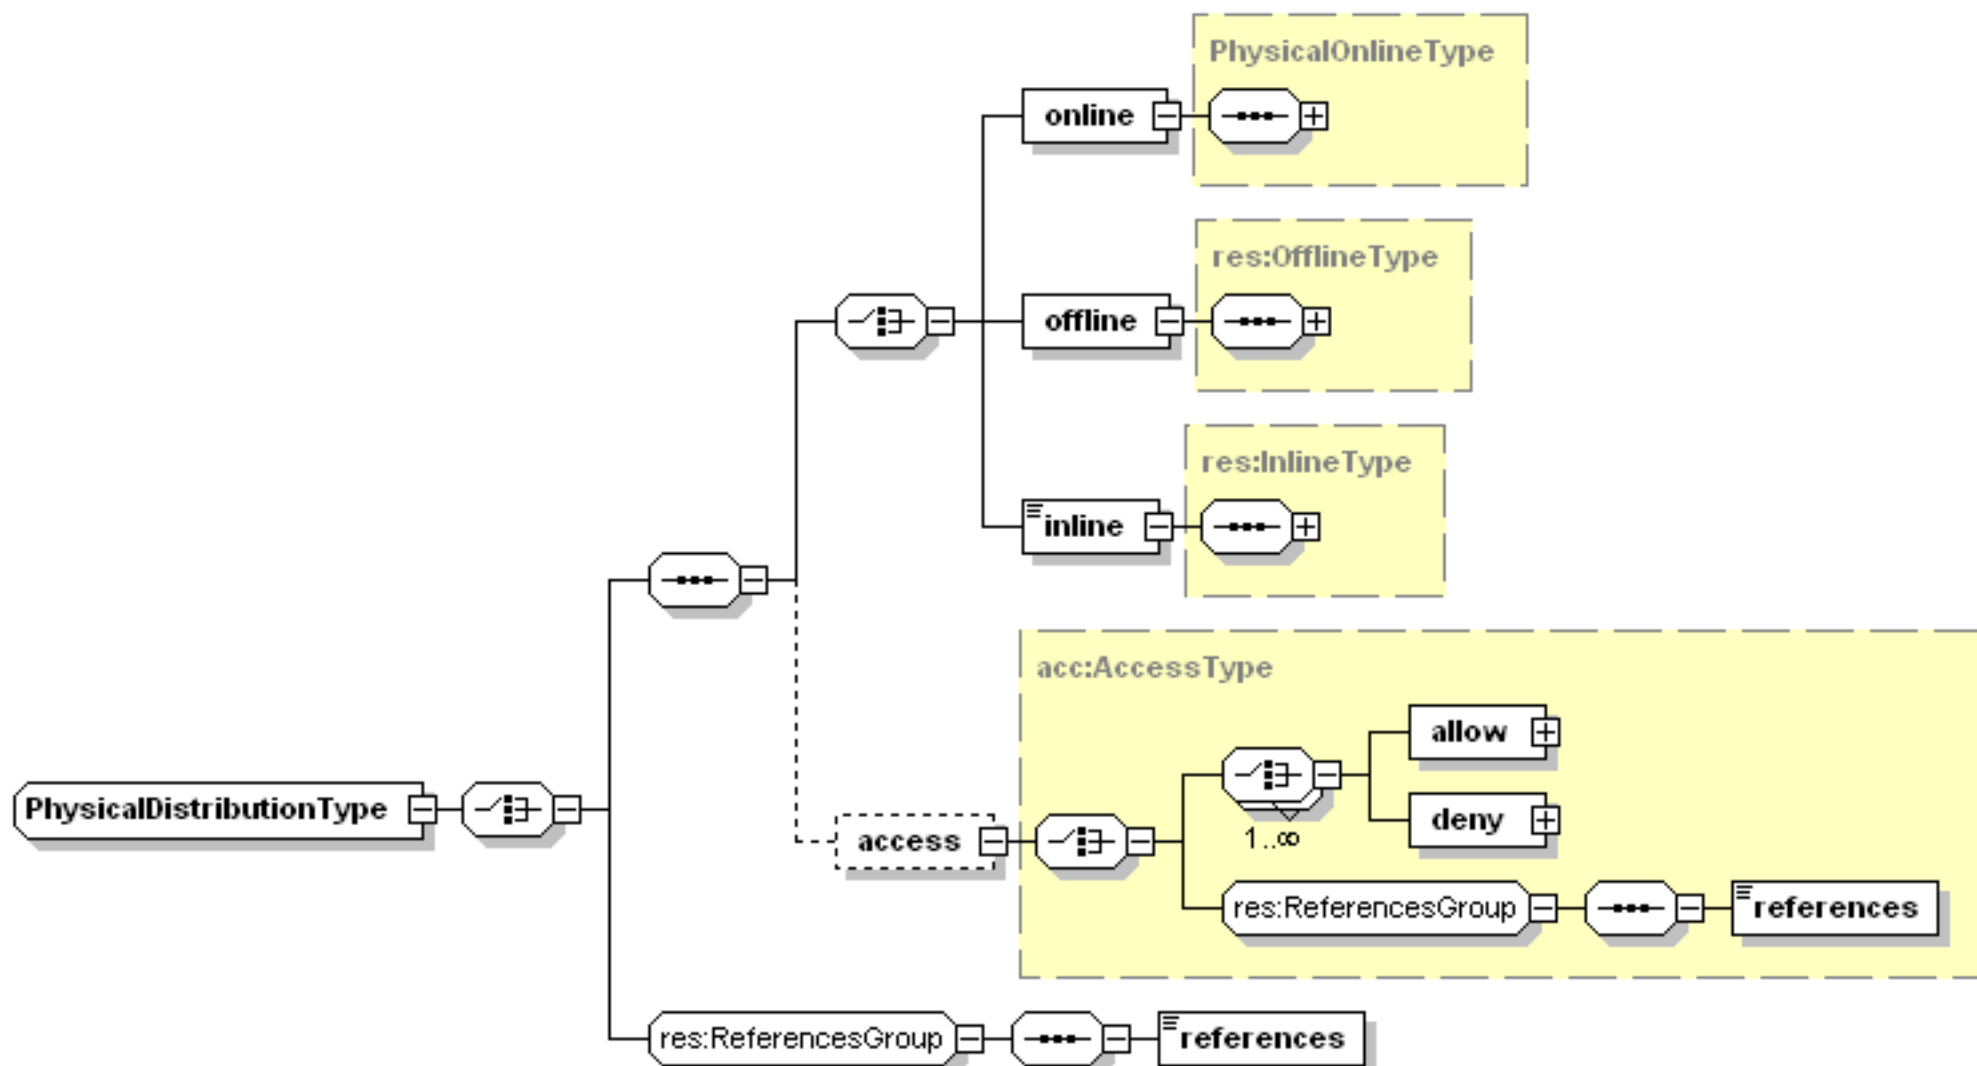 PhysicalOnlineType
online
res:OfflineType
offline
res:InlineType
inline
acc:AccessType
allow
PhysicalDistributionType
deny
access
1..∞
res:ReferencesGroup
references
res:ReferencesGroup
references